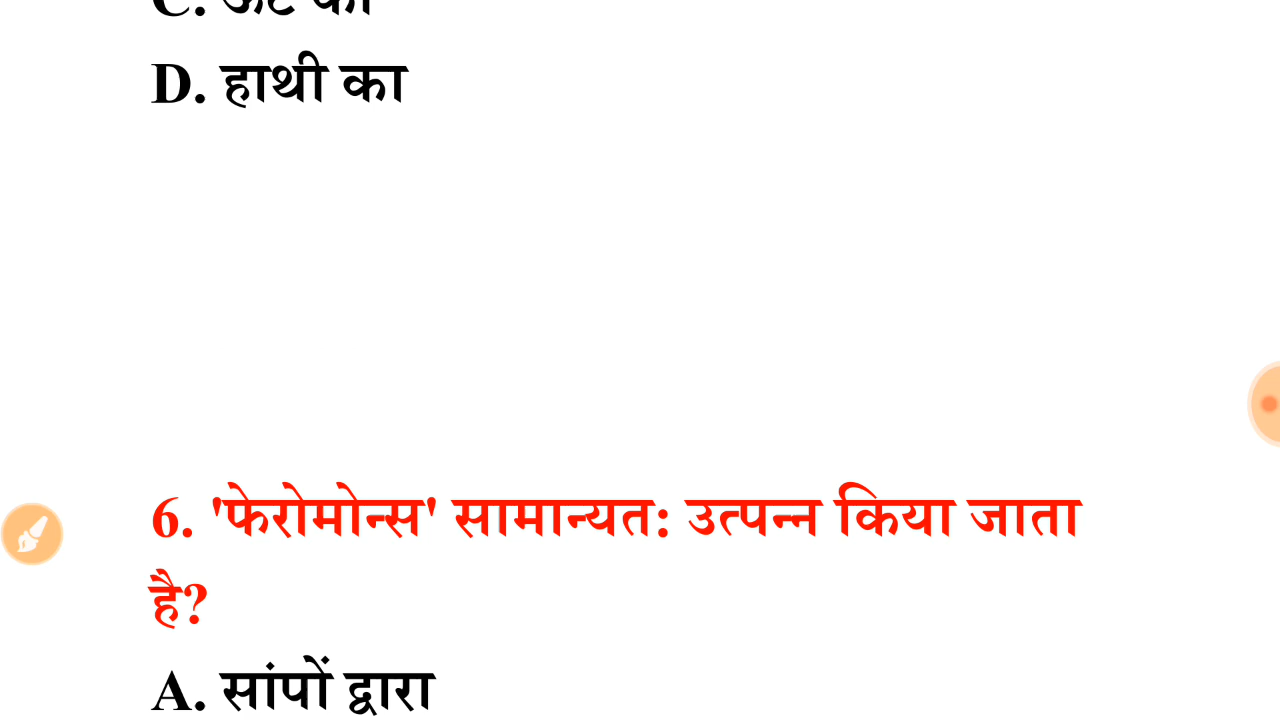 C. ऊंट का
D. हाथी का
6. 'फेरोमोन्स' सामान्यत: उत्पन्न किया जाता
है?
A. सांपों द्वारा